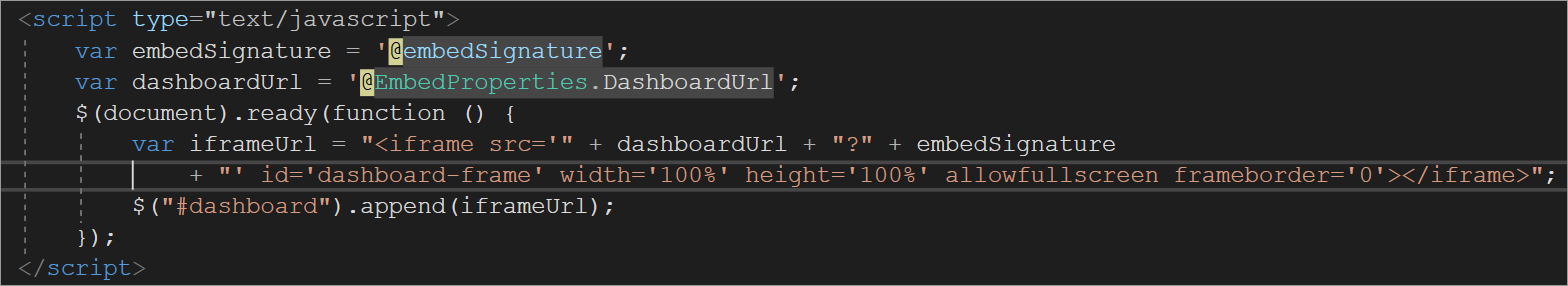 <script type="text/javascript">
    var embedSignature = '@embedSignature';
    var dashboardUrl = '@EmbedProperties.DashboardUrl';
    $(document).ready(function () {
        var iframeUrl = "<iframe src='" + dashboardUrl + "?" + embedSignature
            + "' id='dashboard-frame' width='100%' height='100%' allowfullscreen frameborder='0'></iframe>";
        $("#dashboard").append(iframeUrl);
    });
</script>